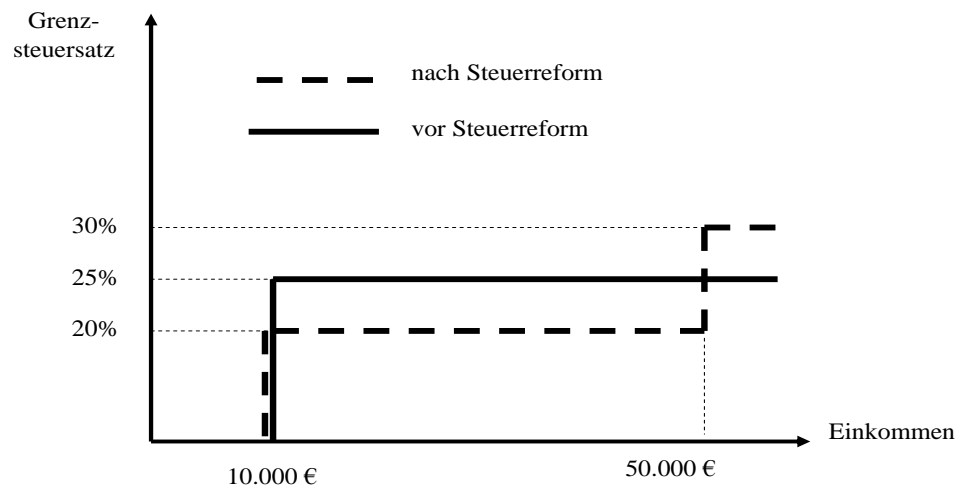 Grenz-
steuersatz
nach Steuerreform
vor Steuerreform
30%
25%
20%
Einkommen
10.000 €
50.000 €